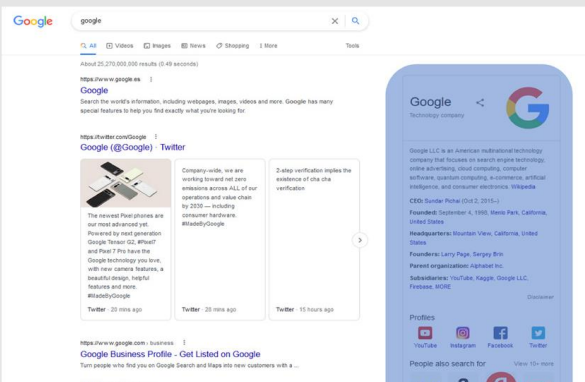 Google
google
All Videos Images News Shopping More Tools
About 25,270,000,000 results (0.49 seconds)
https://www.google.es
Google
Search the world's information, including webpages, images, videos and more. Google has many
special features to help you find exactly what you're looking for.
https://twitter.com/Google
Google (@Google) · Twitter
The newest Pixel phones are
our most advanced yet.
Powered by next generation
Google Tensor G2, #Pixel7
and Pixel 7 Pro have the
Google technology you love,
with new camera features, a
beautiful design, helpful
features and more.
#MadeByGoogle
Twitter · 20 mins ago
Company-wide, we are
working toward net zero
emissions across ALL of our
operations and value chain
by 2030 — including
consumer hardware.
#MadeByGoogle
Twitter · 20 mins ago
2-step verification implies the
existence of cha cha
verification
Twitter · 15 hours ago
https://www.google.com › business
Google Business Profile - Get Listed on Google
Turn people who find you on Google Search and Maps into new customers with a ...
Google
Technology company
Google LLC is an American multinational technology
company that focuses on search engine technology,
online advertising, cloud computing, computer
software, quantum computing, e-commerce, artificial
intelligence, and consumer electronics. Wikipedia
CEO: Sundar Pichai (Oct 2, 2015–)
Founded: September 4, 1998, Menlo Park, California,
United States
Headquarters: Mountain View, California, United
States
Founders: Larry Page, Sergey Brin
Parent organisation: Alphabet Inc.
Subsidiaries: YouTube, Kaggle, Google LLC,
Firebase, MORE
Disclaimer
Profiles
YouTube Instagram Facebook Twitter
People also search for View 10+ more